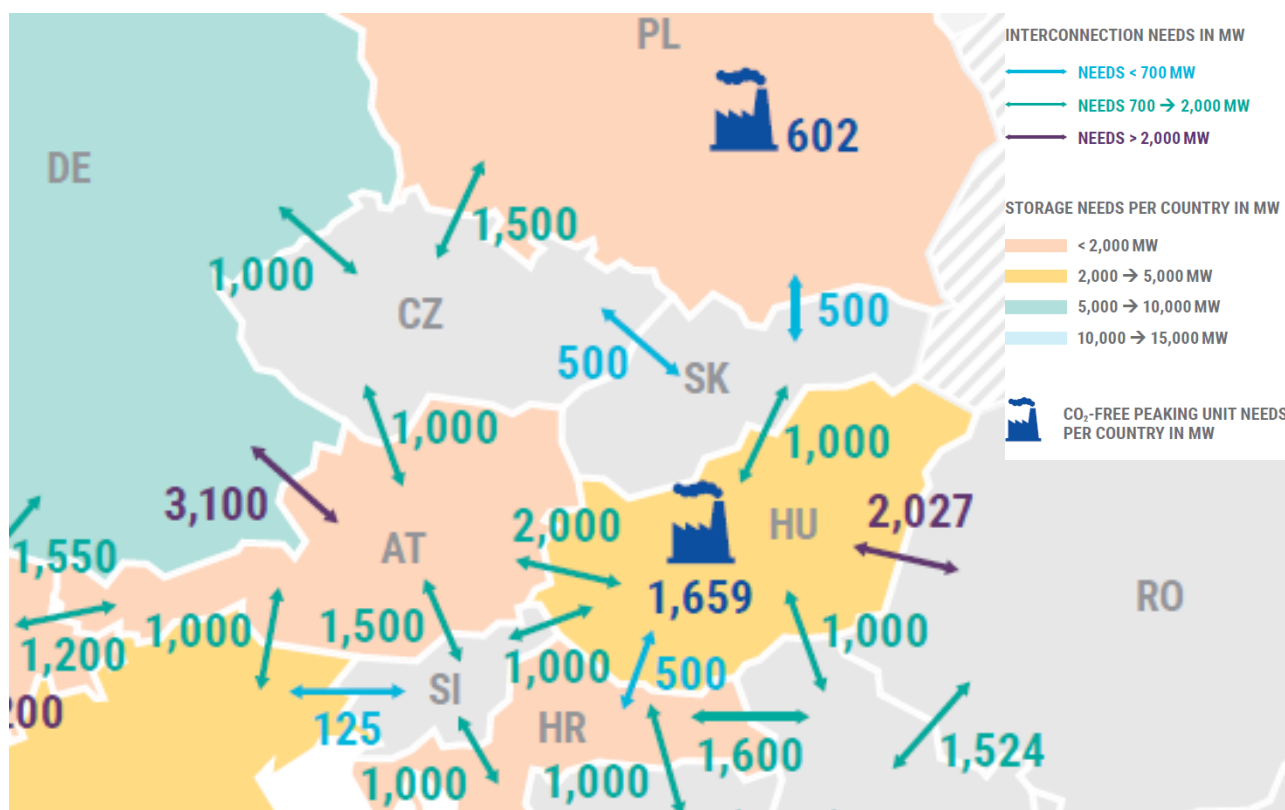 PL
INTERCONNECTION NEEDS IN MW
NEEDS < 700 MW
NEEDS 700 → 2,000 MW
NEEDS > 2,000 MW
602
DE
STORAGE NEEDS PER COUNTRY IN MW
< 2,000 MW
2,000 → 5,000 MW
5,000 → 10,000 MW
10,000 → 15,000 MW
CO₂-FREE PEAKING UNIT NEEDS
PER COUNTRY IN MW
1,500
1,000
CZ
500
500
SK
1,000
1,000
3,100
2,000
HU
2,027
AT
1,550
1,659
RO
1,200
1,000
1,500
1,000
500
1,000
SI
200
125
HR
1,600
1,524
1,000
1,000